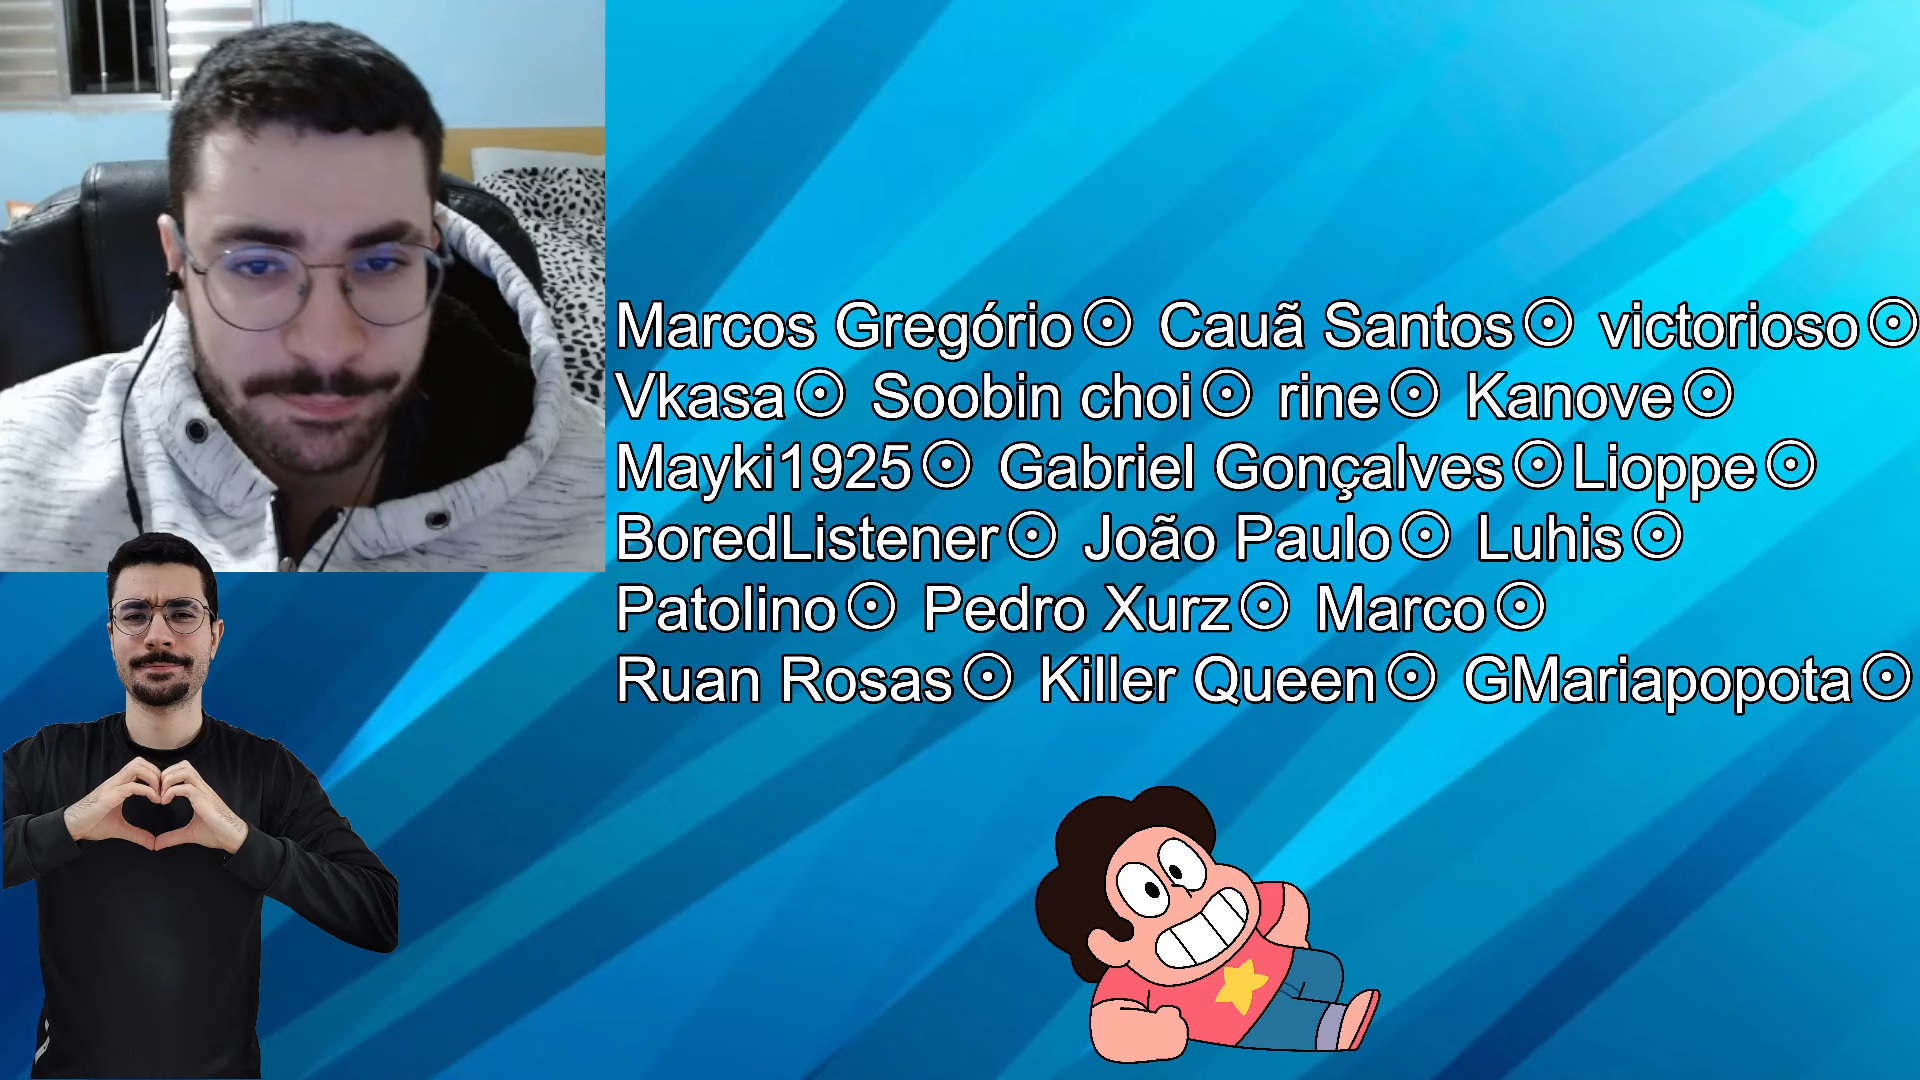 Marcos Gregório⊙ Cauã Santos⊙ victorioso⊙
Vkasa⊙ Soobin choi⊙ rine⊙ Kanove⊙
Mayki1925⊙ Gabriel Gonçalves⊙Lioppe⊙
BoredListener⊙ João Paulo⊙ Luhis⊙
Patolino⊙ Pedro Xurz⊙ Marco⊙
Ruan Rosas⊙ Killer Queen⊙ GMariapopota⊙